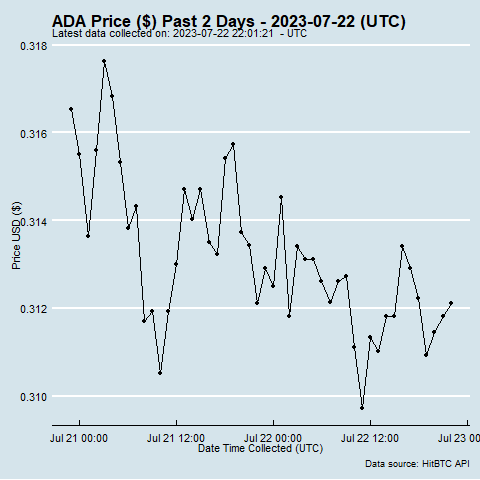 ADA Price ($) Past 2 Days - 2023-07-22 (UTC)
Latest data collected on: 2023-07-22 22:01:21  - UTC
0.318
0.316
0.314
0.312
0.310
Price USD ($)
Jul 21 00:00 Jul 21 12:00 Jul 22 00:00 Jul 22 12:00 Jul 23 00
Date Time Collected (UTC)
Data source: HitBTC API